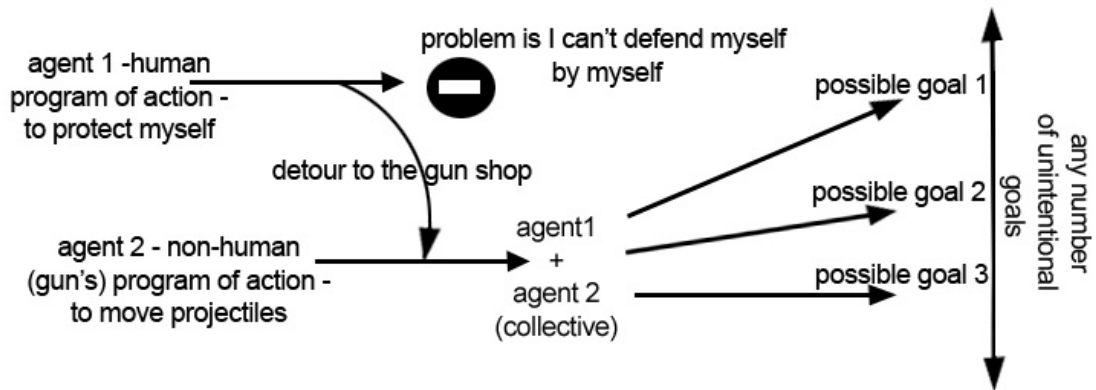 agent 1 -human
program of action -
to protect myself
problem is I can't defend myself
by myself
detour to the gun shop
agent 2 - non-human
(gun's) program of action -
to move projectiles
agent1
+
agent 2
(collective)
possible goal 1
possible goal 2
possible goal 3
any number
of unintentional
goals